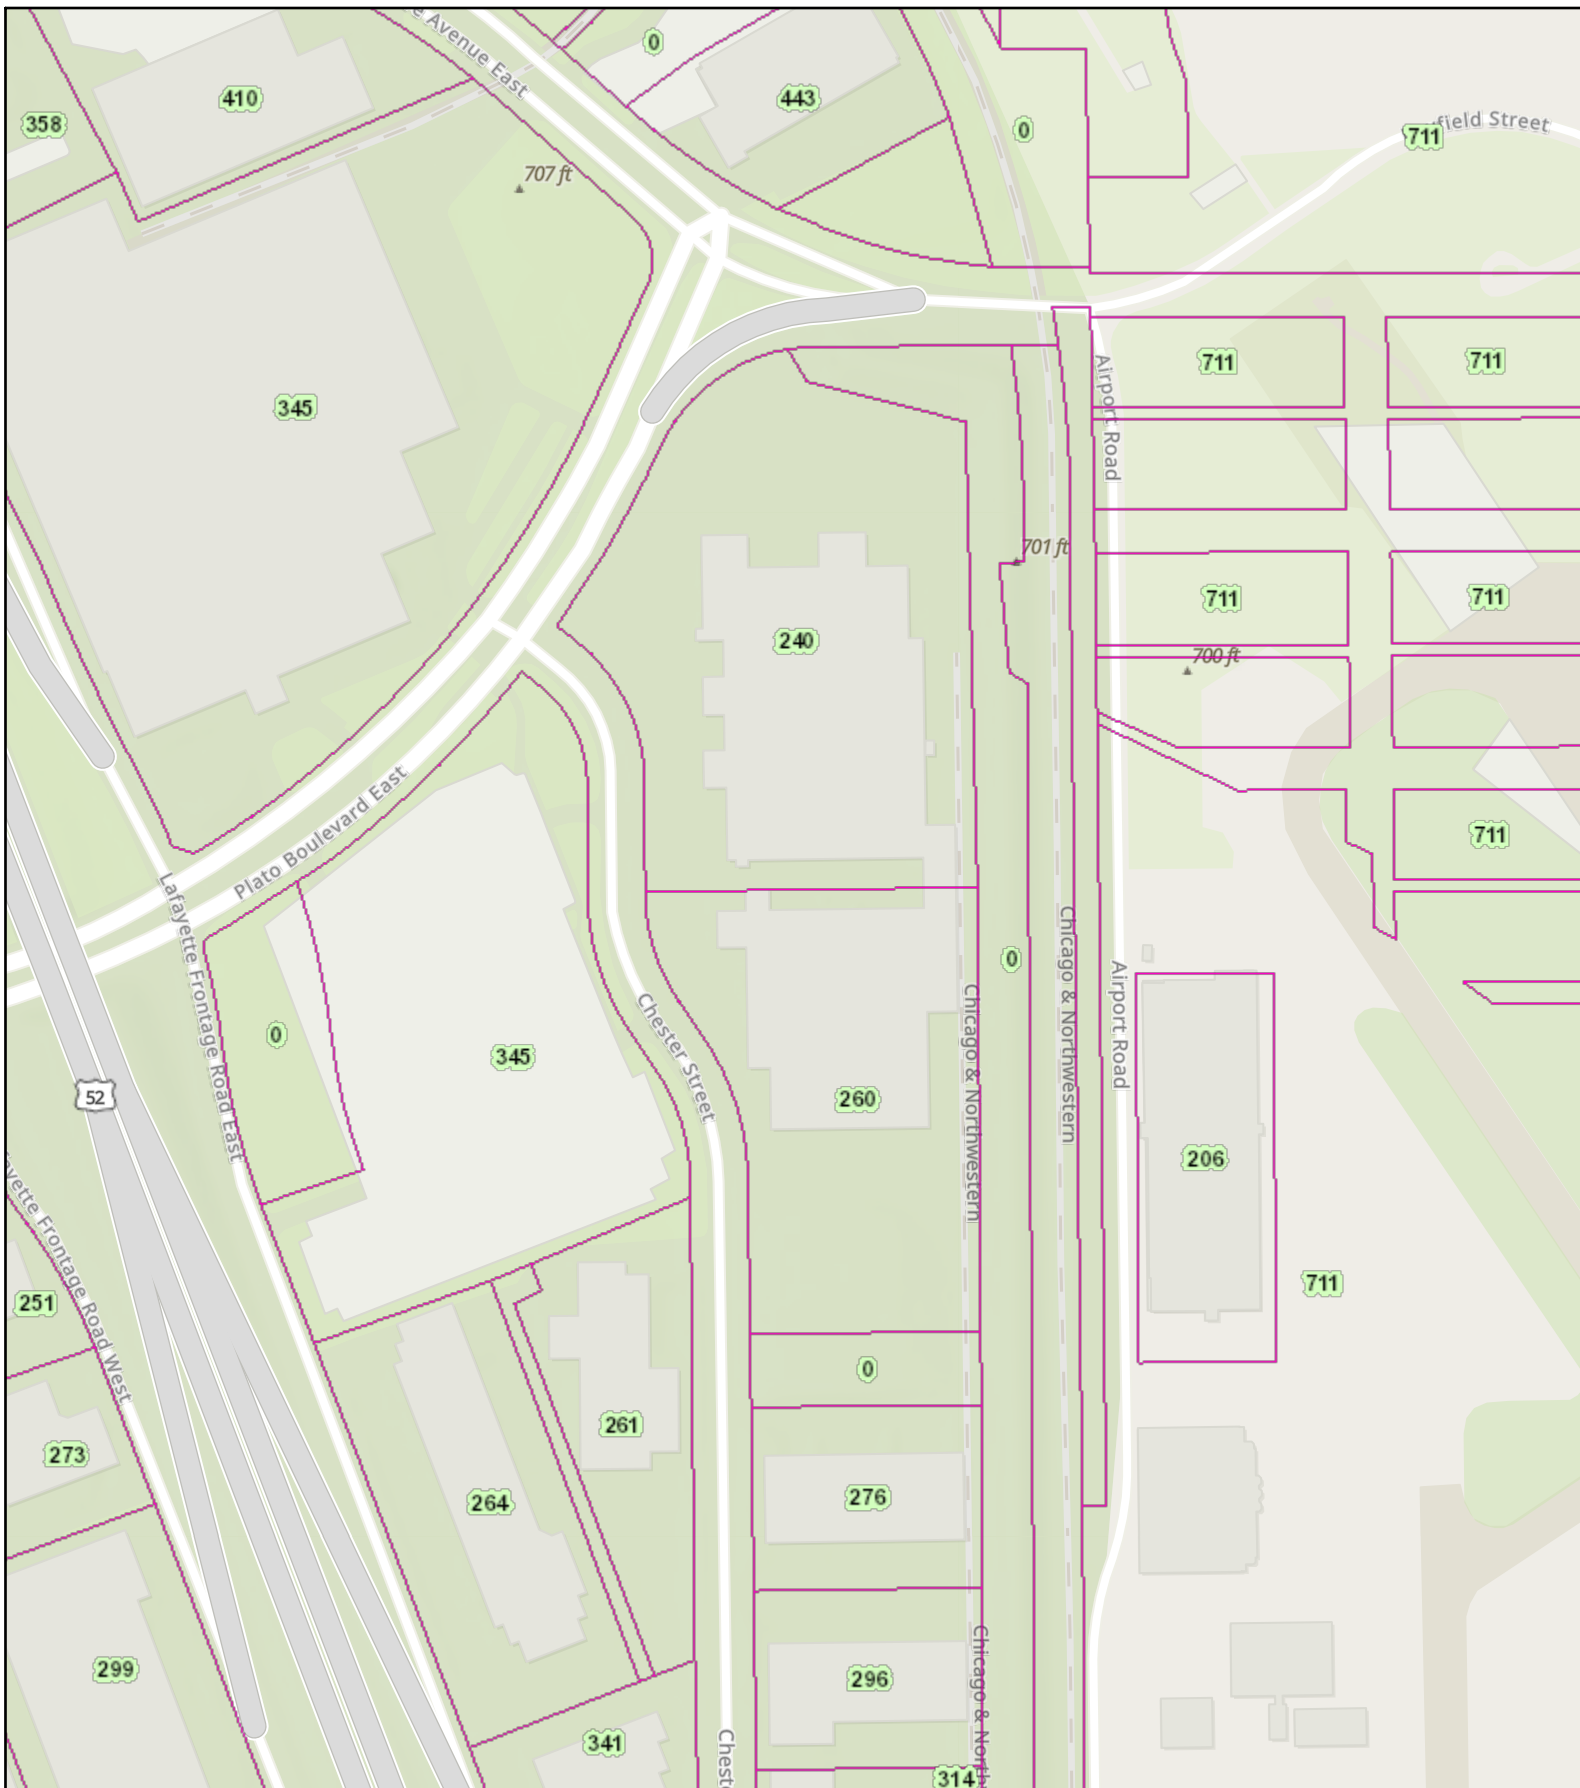 Avenue East
0
410
443
358
0
field Street
711
707 ft
345
711
711
Airport Road
701 ft
711
711
240
700 ft
Plato Boulevard East
711
Lafayette Frontage Road East
Chicago & Northwestern
0
Airport Road
Chicago & Northwestern
0
345
Chester Street
52
260
206
711
251
Frontage Road West
0
261
273
264
276
299
296
341
Chicago &
314